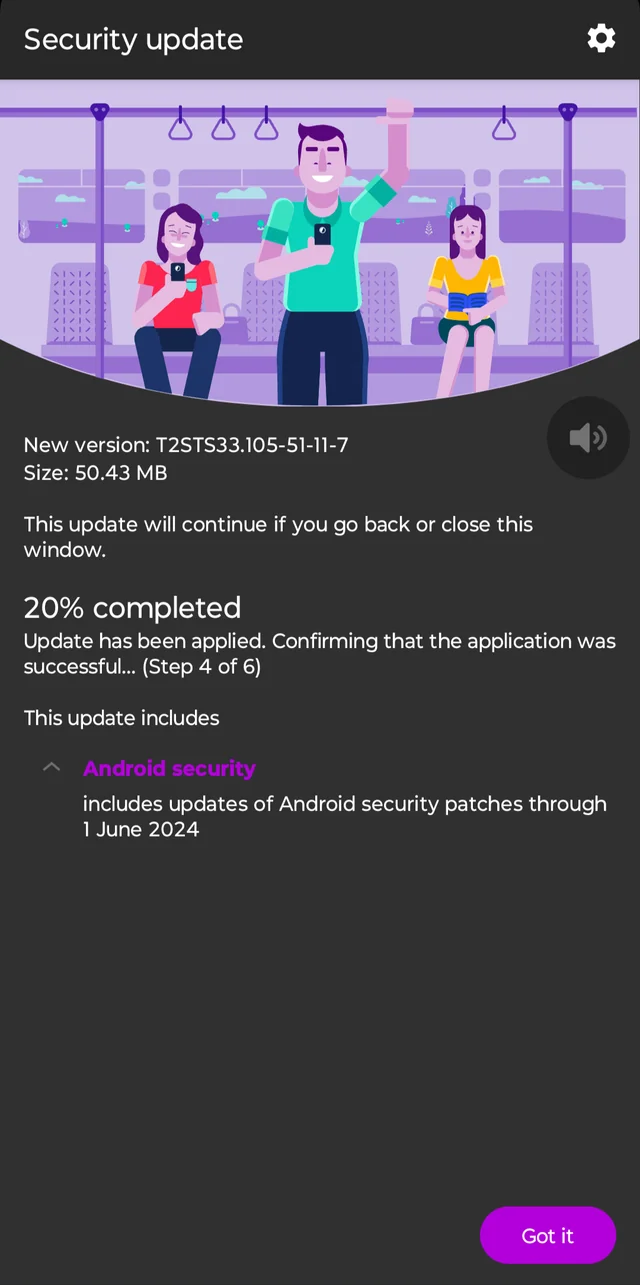 Security update
New version: T2STS33.105-51-11-7
Size: 50.43 MB
This update will continue if you go back or close this
window.
20% completed
Update has been applied. Confirming that the application was
successful... (Step 4 of 6)
This update includes
Android security
includes updates of Android security patches through
1 June 2024
Got it